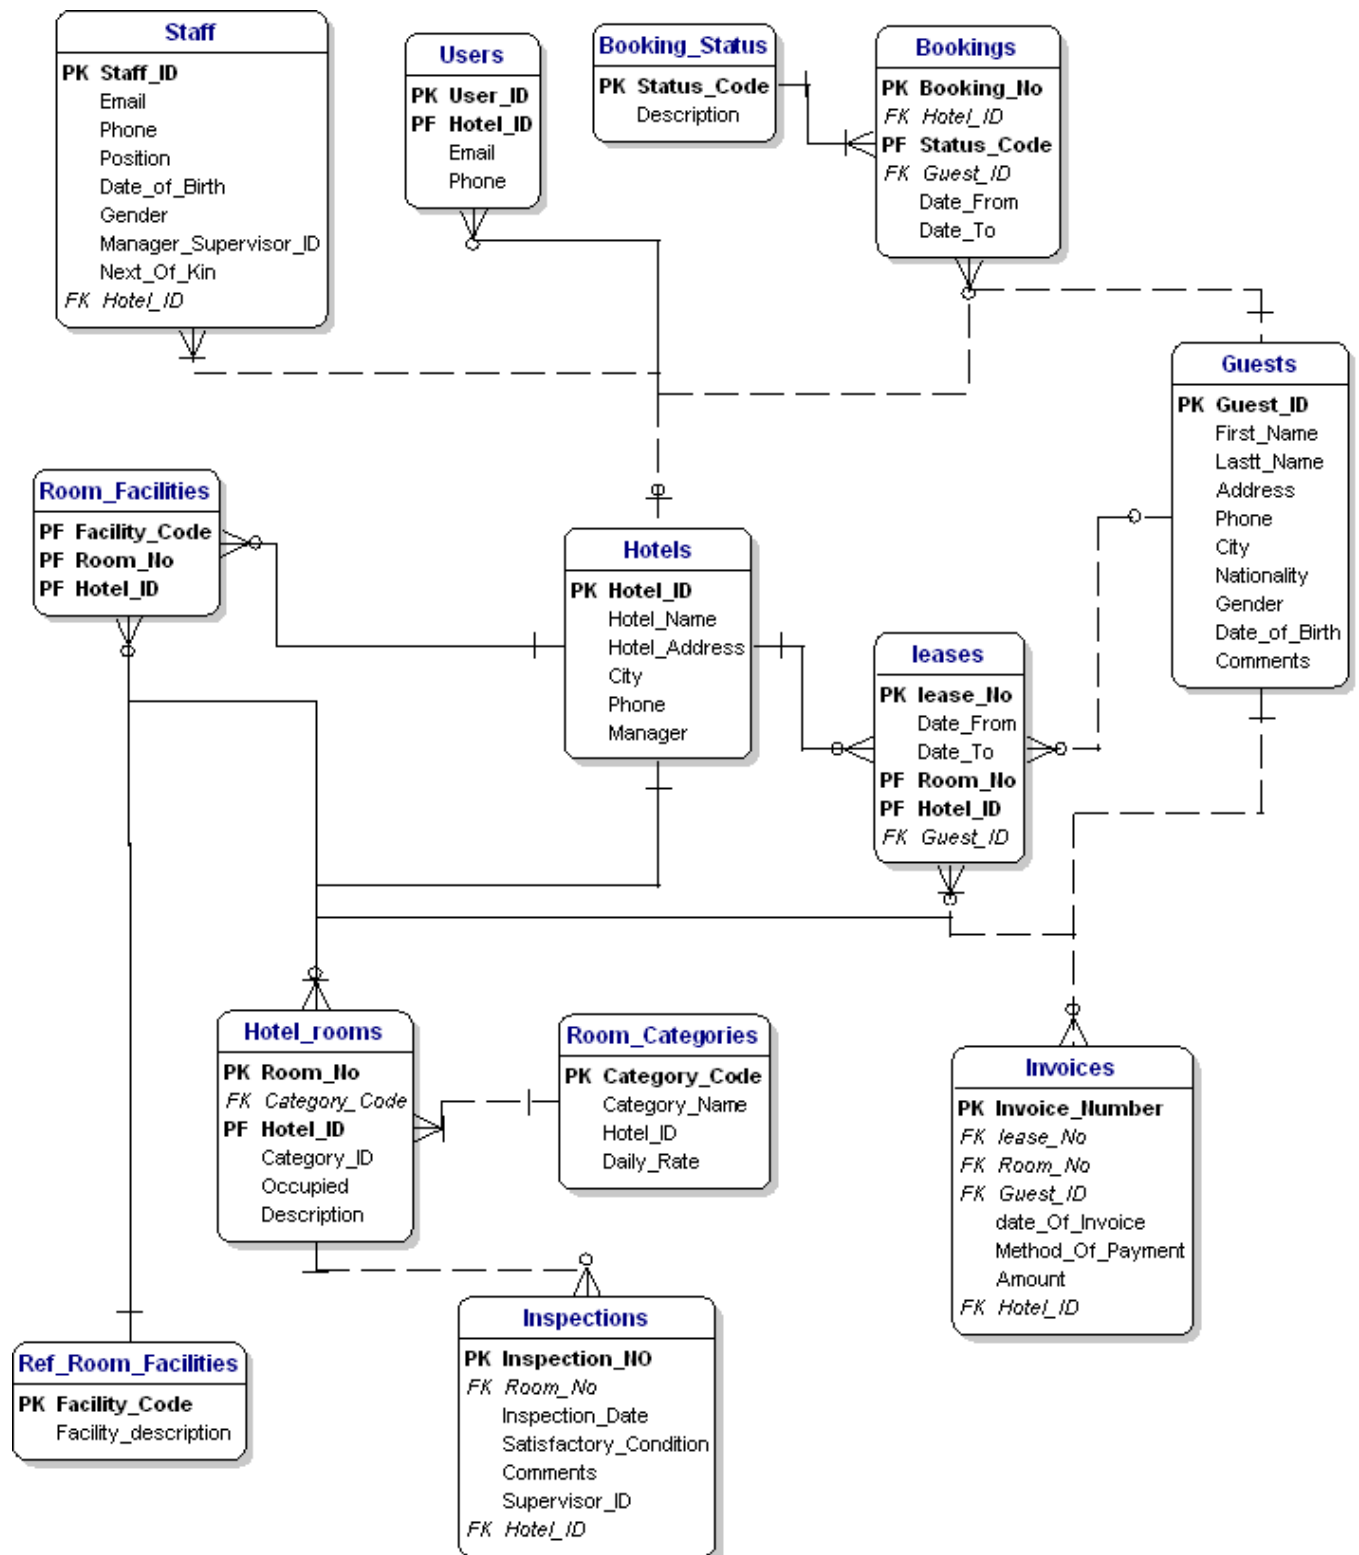 Staff
PK Staff_ID
Email
Phone
Position
Date_of_Birth
Gender
Manager_Supervisor_ID
Next_Of_Kin
FK Hotel_ID
Users
PK User_ID
PF Hotel_ID
Email
Phone
Booking_Status
PK Status_Code
Description
Bookings
PK Booking_No
FK Hotel_ID
PF Status_Code
FK Guest_ID
Date_From
Date_To
Guests
PK Guest_ID
First_Name
Lastt_Name
Address
Phone
City
Nationality
Gender
Date_of_Birth
Comments
Room_Facilities
PF Facility_Code
PF Room_No
PF Hotel_ID
Hotels
PK Hotel_ID
Hotel_Name
Hotel_Address
City
Phone
Manager
leases
PK lease_No
Date_From
Date_To
PF Room_No
PF Hotel_ID
FK Guest_ID
Hotel_rooms
PK Room_No
FK Category_Code
PF Hotel_ID
Category_ID
Occupied
Description
Room_Categories
PK Category_Code
Category_Name
Hotel_ID
Daily_Rate
Invoices
PK Invoice_Number
FK lease_No
FK Room_No
FK Guest_ID
date_Of_Invoice
Method_Of_Payment
Amount
FK Hotel_ID
Ref_Room_Facilities
PK Facility_Code
Facility_description
Inspections
PK Inspection_NO
FK Room_No
Inspection_Date
Satisfactory_Condition
Comments
Supervisor_ID
FK Hotel_ID